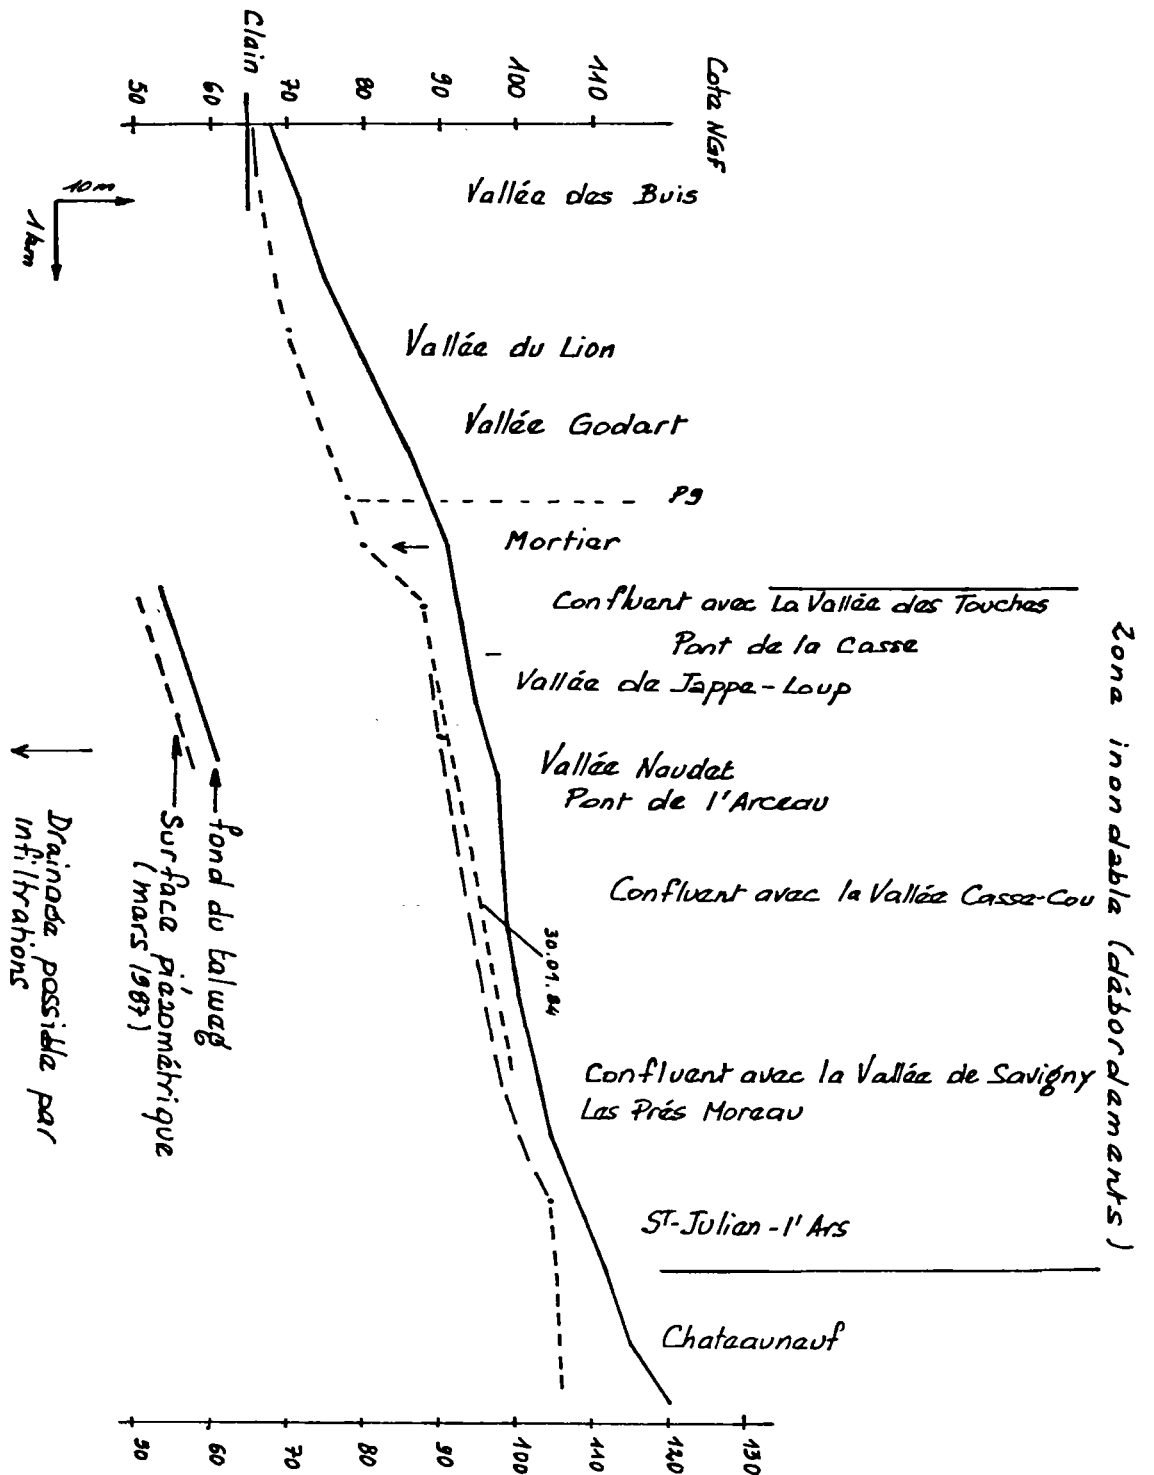 Cote NGF
50
60
70
80
90
100
110
Clain
10m
1 km
Vallée des Buis
Vallée du Lion
Vallée Godart
P9
Mortier
Confluent avec La Vallée des Touches
Pont de la Casse
Vallée de Jappe-Loup
Vallée Naudet
Pont de l'Arceau
Confluent avec la Vallée Casse-Cou
30.01.84
Confluent avec la Vallée de Savigny
Les Prés Moreau
St-Julien-l'Ars
Chateauneuf
Zone inondable (débordements)
fond du talweg
Surface piézométrique
(mars 1987)
Drainage possible par
infiltrations
50
60
70
80
90
100
110
120
130